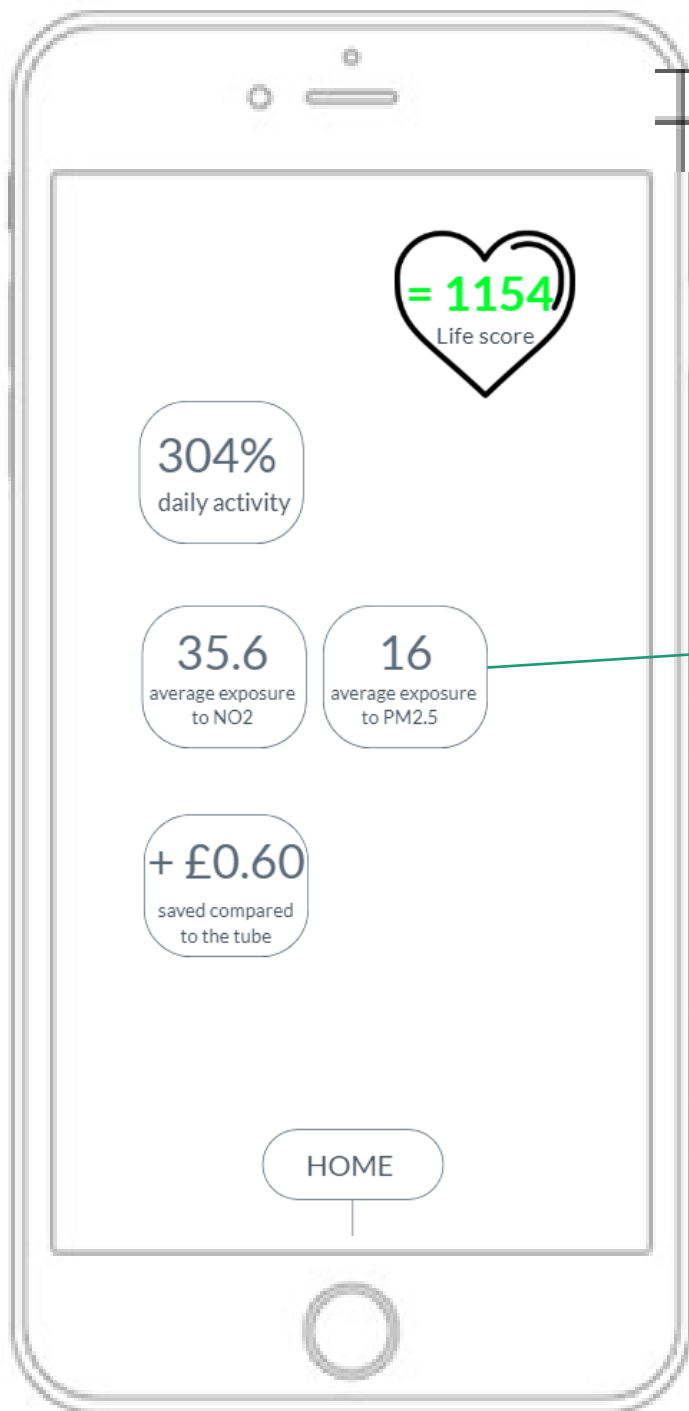 = 1154
Life score
304%
daily activity
35.6
average exposure
to NO2
16
average exposure
to PM2.5
+ £0.60
saved compared
to the tube
HOME